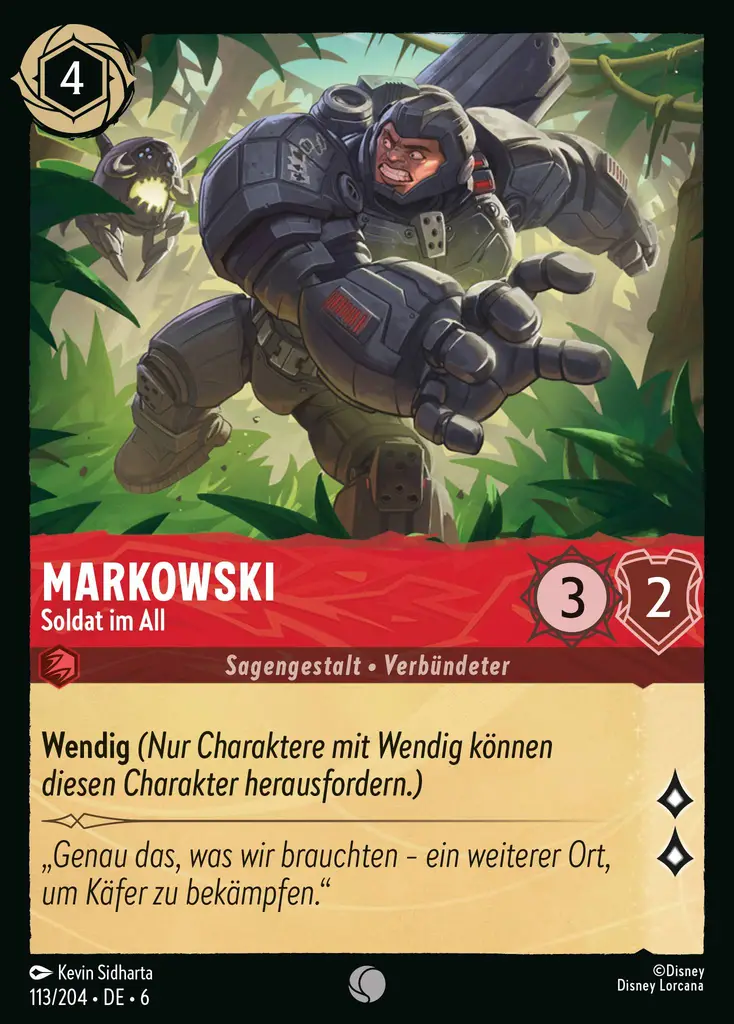 4
MARKOWSKI
Soldat im All
3
2
Sagengestalt • Verbündeter
Wendig (Nur Charaktere mit Wendig können
diesen Charakter herausfordern.)
„Genau das, was wir brauchten – ein weiterer Ort,
um Käfer zu bekämpfen.“
Kevin Sidharta
113/204 • DE • 6
©Disney
Disney Lorcana